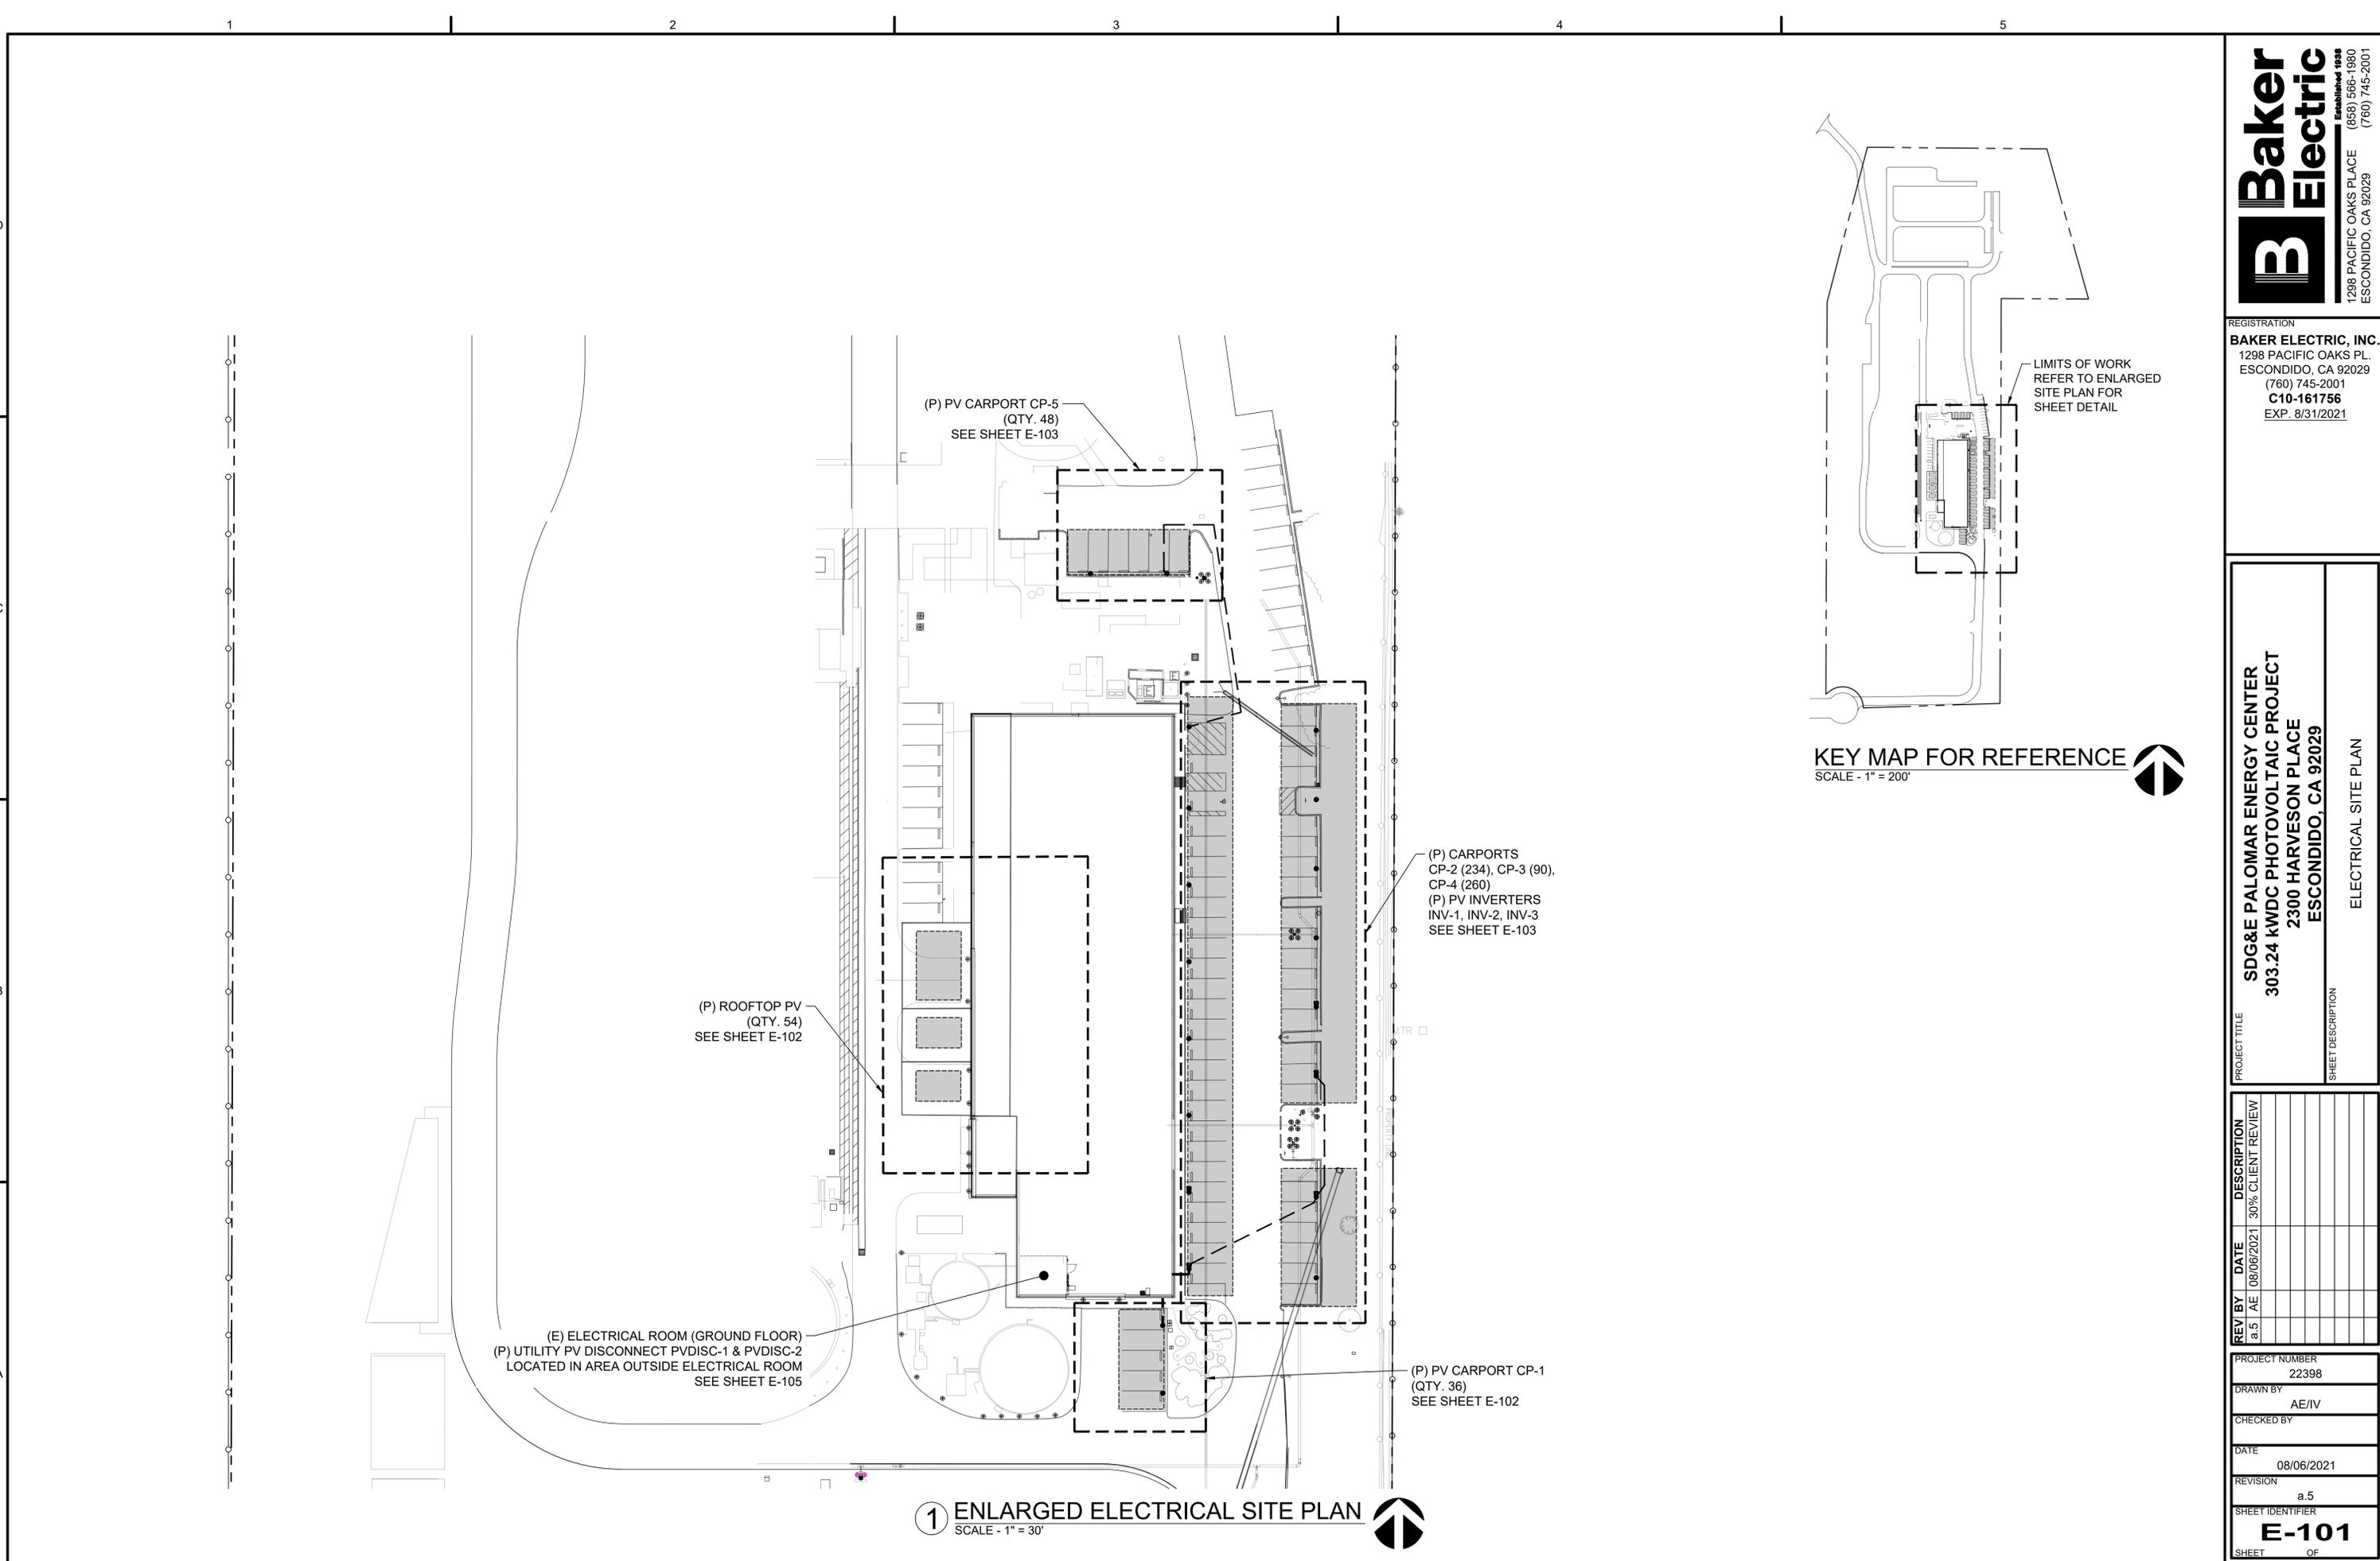 1
2
3
4
5
(P) PV CARPORT CP-5
(QTY. 48)
SEE SHEET E-103
(P) CARPORTS
CP-2 (234), CP-3 (90),
CP-4 (260)
(P) PV INVERTERS
INV-1, INV-2, INV-3
SEE SHEET E-103
(P) ROOFTOP PV
(QTY. 54)
SEE SHEET E-102
(E) ELECTRICAL ROOM (GROUND FLOOR)
(P) UTILITY PV DISCONNECT PVDISC-1 & PVDISC-2
LOCATED IN AREA OUTSIDE ELECTRICAL ROOM
SEE SHEET E-105
(P) PV CARPORT CP-1
(QTY. 36)
SEE SHEET E-102
1
ENLARGED ELECTRICAL SITE PLAN
SCALE - 1" = 30'
LIMITS OF WORK
REFER TO ENLARGED
SITE PLAN FOR
SHEET DETAIL
KEY MAP FOR REFERENCE
SCALE - 1" = 200'
B
Baker
Electric
Established 1938
1298 PACIFIC OAKS PLACE (858) 566-1980
ESCONDIDO, CA 92029 (760) 745-2001
REGISTRATION
BAKER ELECTRIC, INC.
1298 PACIFIC OAKS PL.
ESCONDIDO, CA 92029
(760) 745-2001
C10-161756
EXP. 8/31/2021
PROJECT TITLE
SDG&E PALOMAR ENERGY CENTER
303.24 kWDC PHOTOVOLTAIC PROJECT
2300 HARVESON PLACE
ESCONDIDO, CA 92029
SHEET DESCRIPTION
ELECTRICAL SITE PLAN
REV BY DATE DESCRIPTION
a.5 AE 08/06/2021 30% CLIENT REVIEW
PROJECT NUMBER
22398
DRAWN BY
AE/IV
CHECKED BY
DATE
08/06/2021
REVISION
a.5
SHEET IDENTIFIER
E-101
SHEET OF